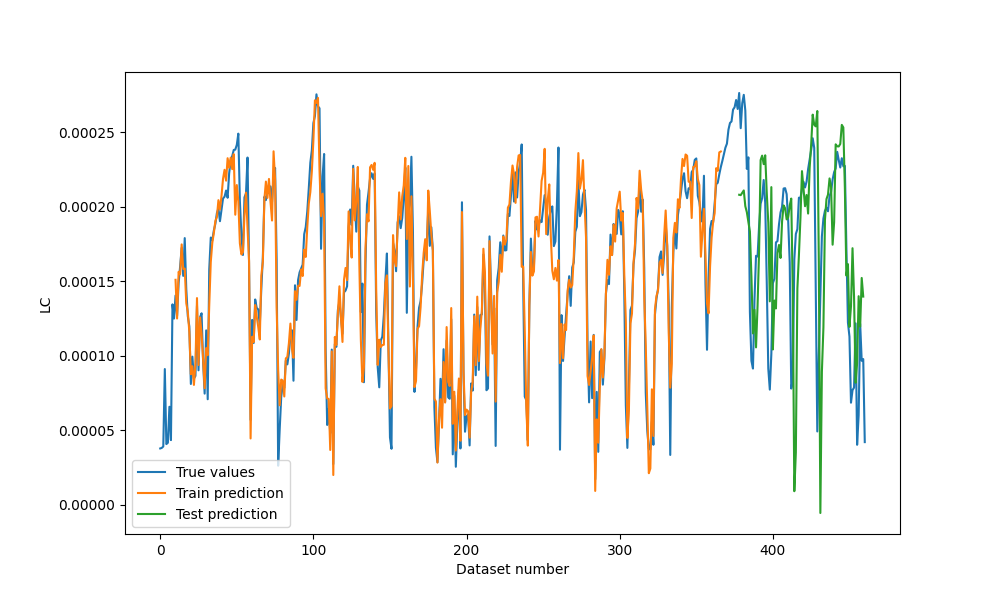 0.00025
0.00020
0.00015
0.00010
0.00005
0.00000
LC
True values
Train prediction
Test prediction
0 100 200 300 400
Dataset number